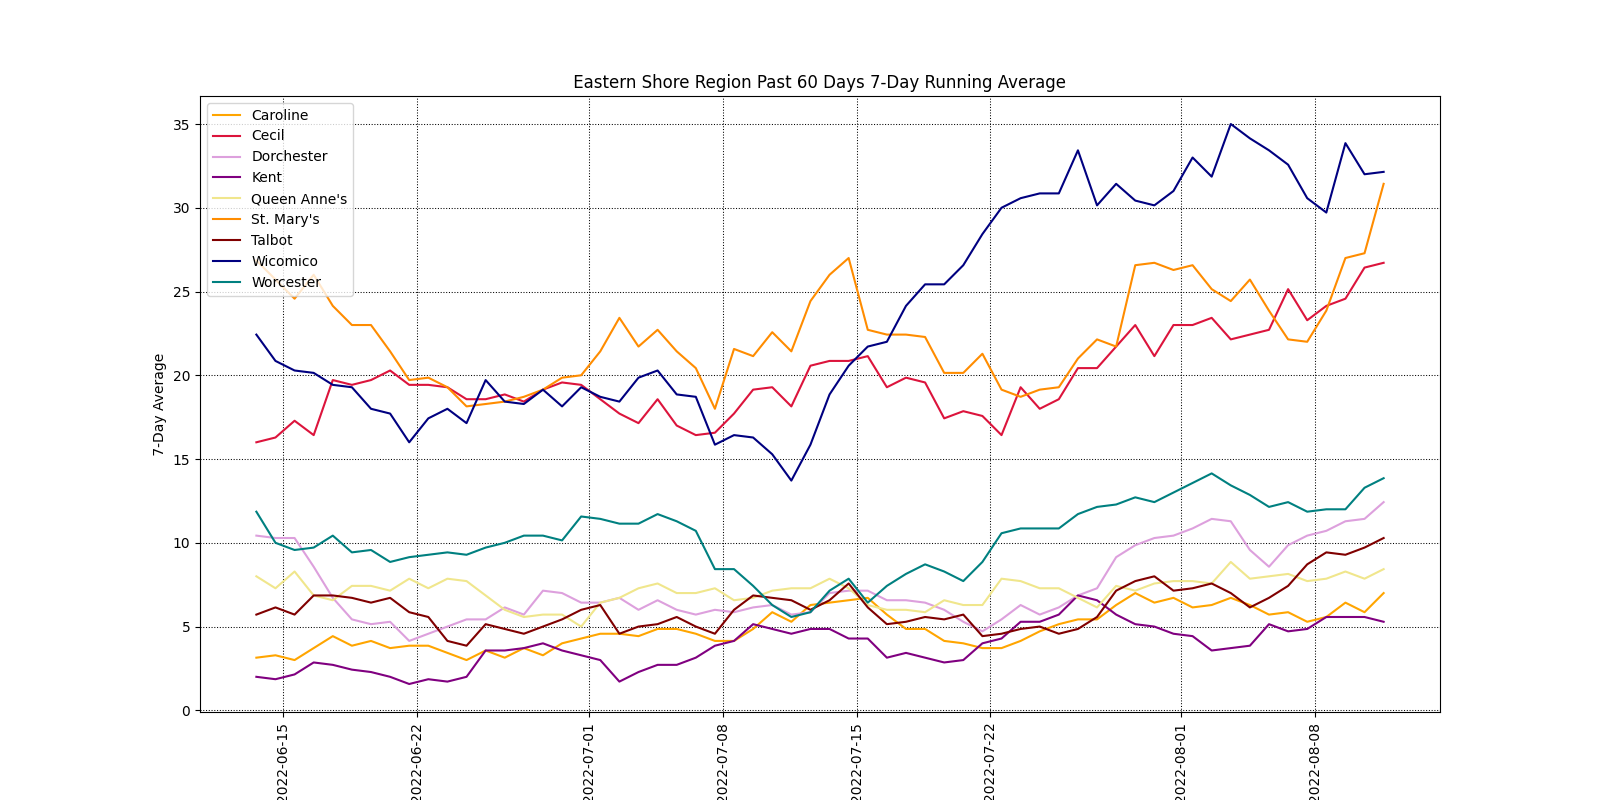 Eastern Shore Region Past 60 Days 7-Day Running Average
Caroline
Cecil
Dorchester
Kent
Queen Anne's
St. Mary's
Talbot
Wicomico
Worcester
7-Day Average
35
30
25
20
15
10
5
0
2022-06-15
2022-06-22
2022-07-01
2022-07-08
2022-07-15
2022-07-22
2022-08-01
2022-08-08